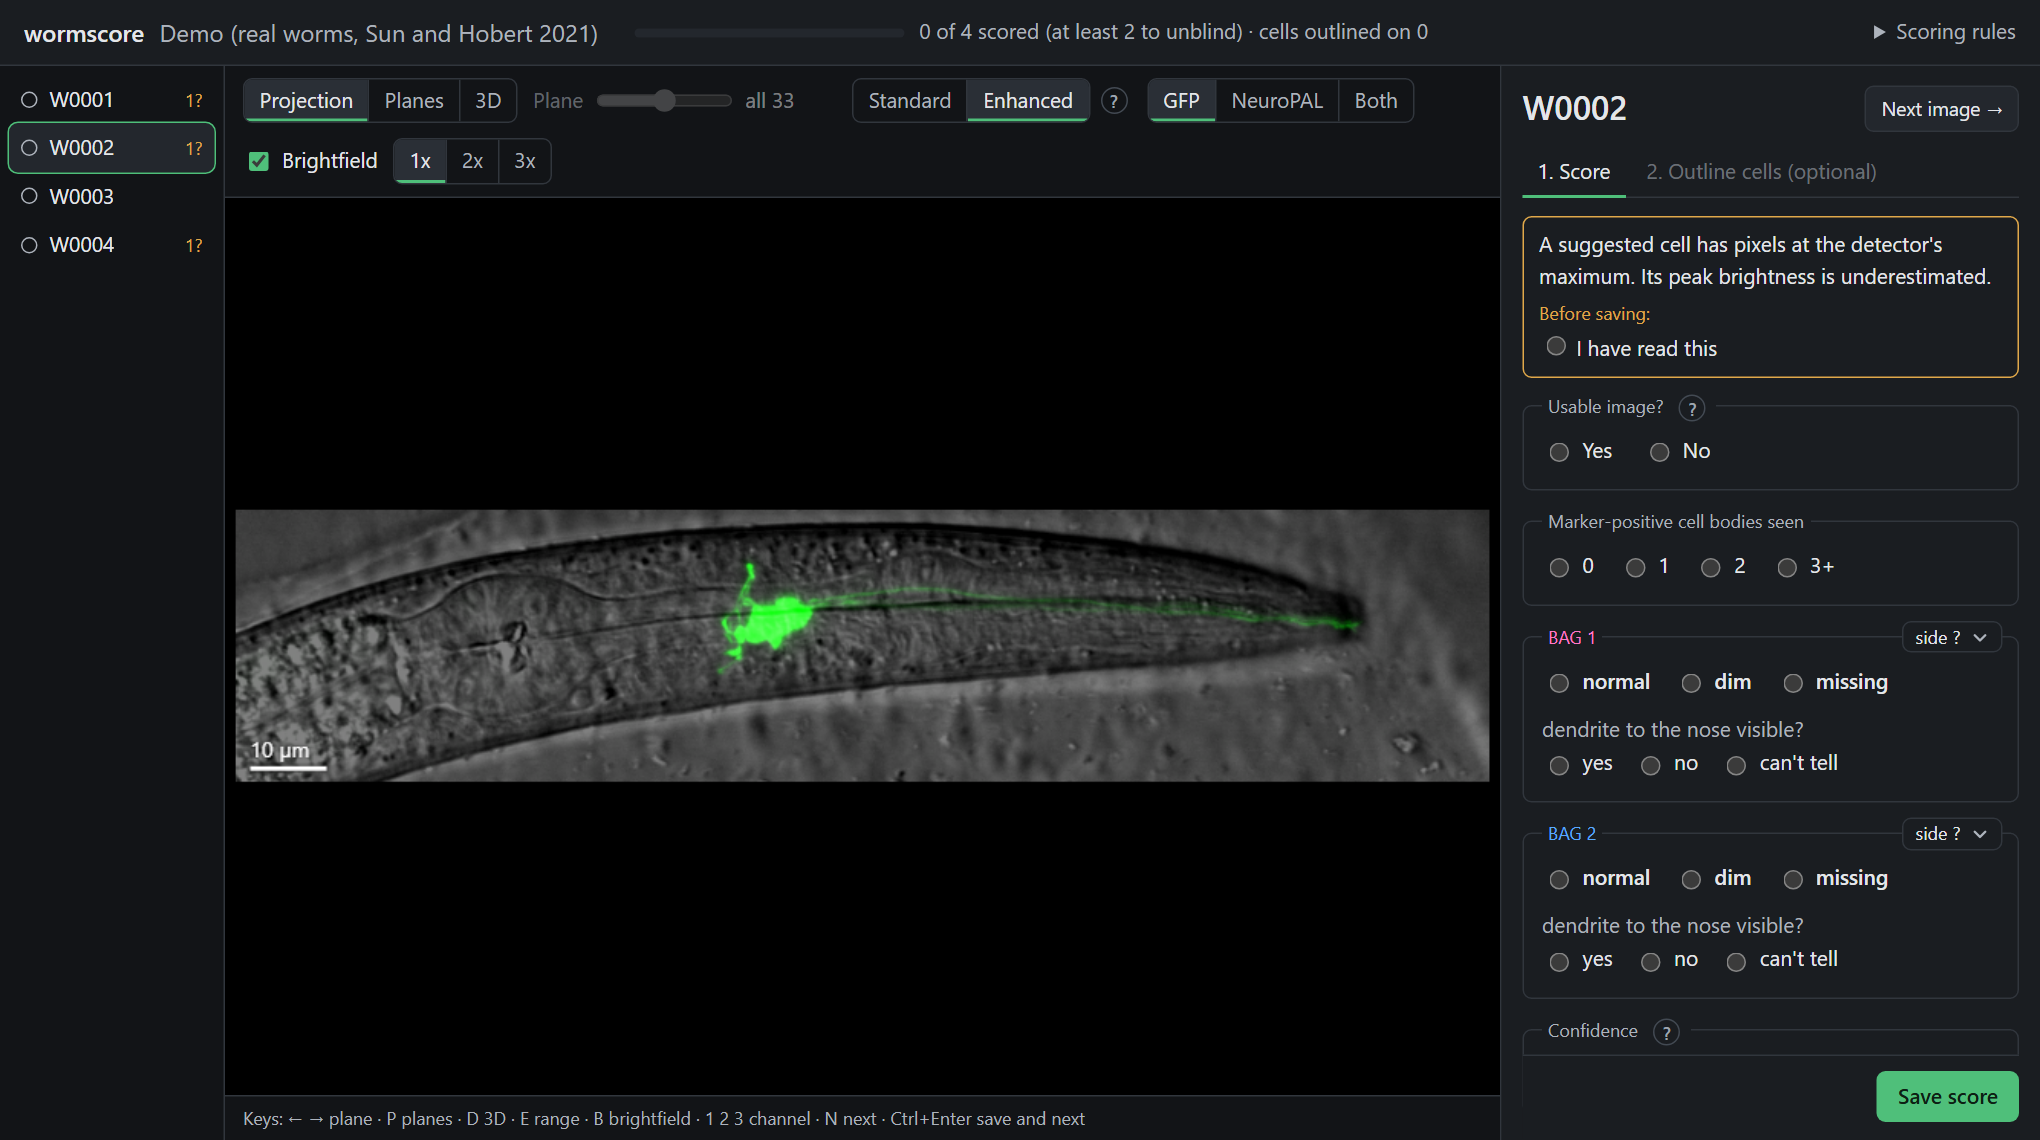 wormscore Demo (real worms, Sun and Hobert 2021) 0 of 4 scored (at least 2 to unblind) · cells outlined on 0 ▶ Scoring rules
W0001 1?
W0002 1?
W0003
W0004 1?
Projection Planes 3D Plane all 33 Standard Enhanced ? GFP NeuroPAL Both
Brightfield 1x 2x 3x
10 µm
Keys: ← → plane · P planes · D 3D · E range · B brightfield · 1 2 3 channel · N next · Ctrl+Enter save and next
W0002 Next image →
1. Score 2. Outline cells (optional)
A suggested cell has pixels at the detector's
maximum. Its peak brightness is underestimated.
Before saving:
I have read this
Usable image? ?
Yes No
Marker-positive cell bodies seen
0 1 2 3+
BAG 1 side ?
normal dim missing
dendrite to the nose visible?
yes no can't tell
BAG 2 side ?
normal dim missing
dendrite to the nose visible?
yes no can't tell
Confidence ?
Save score